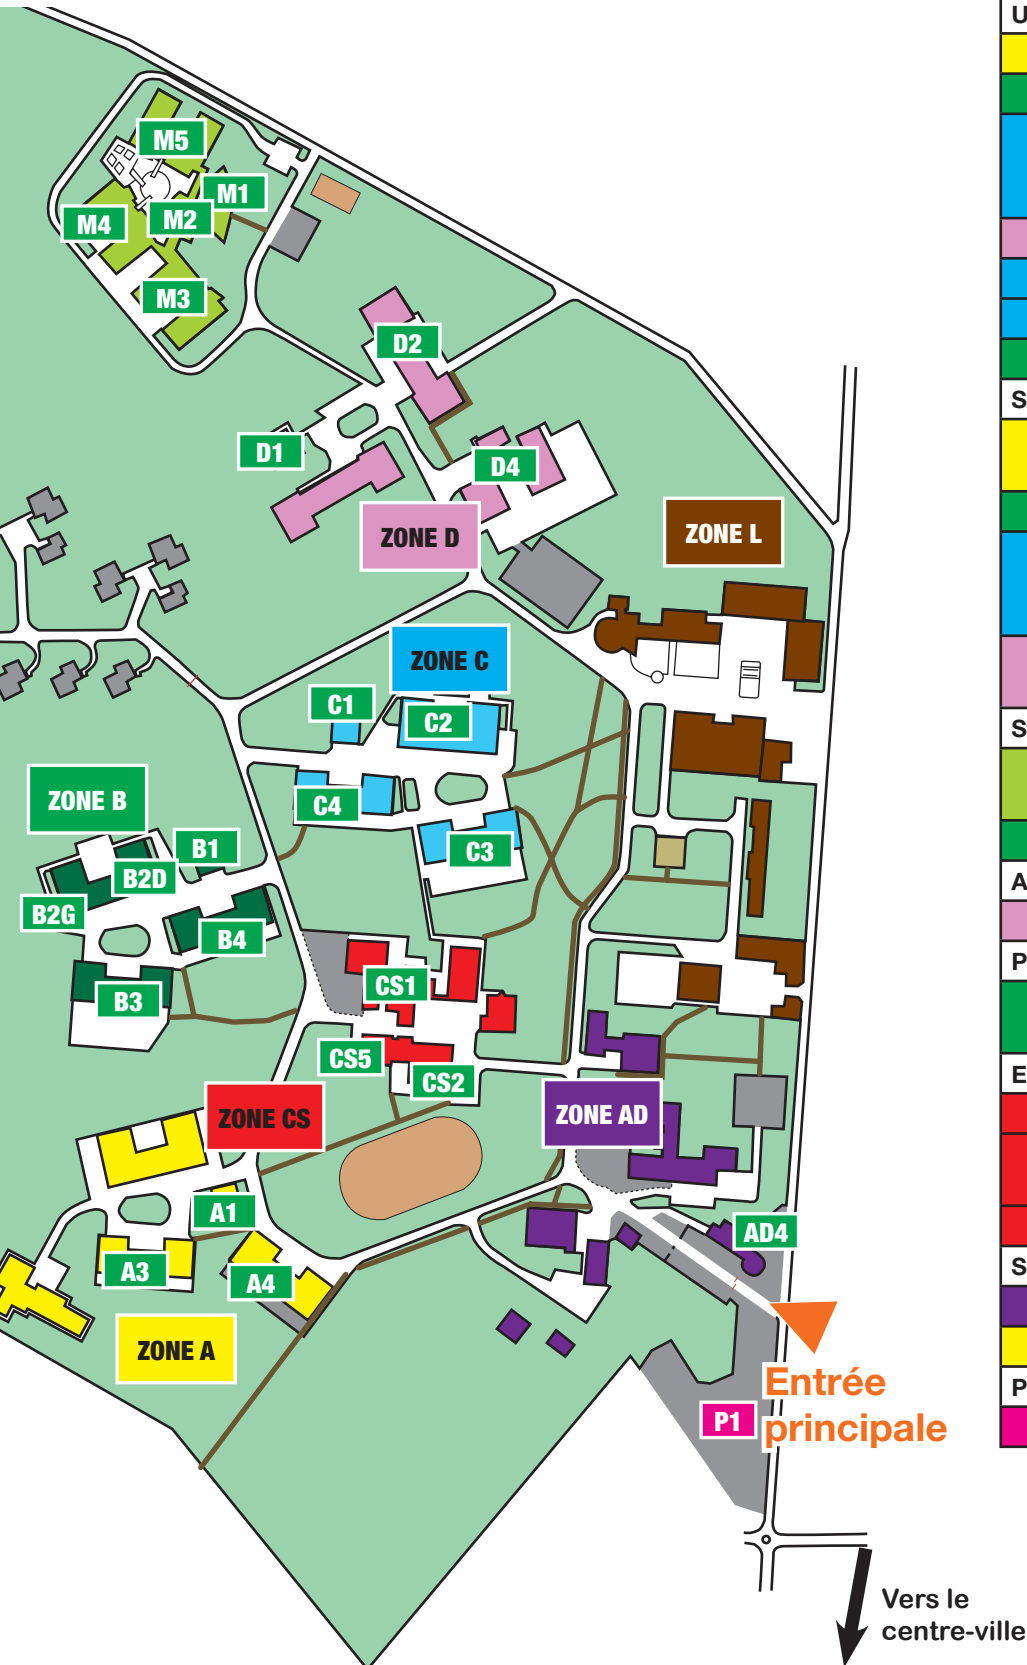 U
M5
M1
M2
M4
M3
D2
S
D1
D4
ZONE L
ZONE D
ZONE C
C1
C2
S
C4
ZONE B
B1
C3
B2D
A
B2G
B4
P
CS1
B3
CS5
E
CS2
ZONE CS
ZONE AD
A1
AD4
S
A3
A4
ZONE A
P
Entrée
principale
P1
Vers le
centre-ville